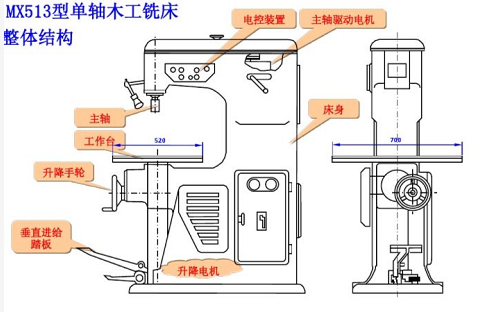 MX513型单轴木工铣床
整体结构
电控装置
主轴驱动电机
主轴
床身
工作台
520
700
升降手轮
垂直进给
踏板
升降电机